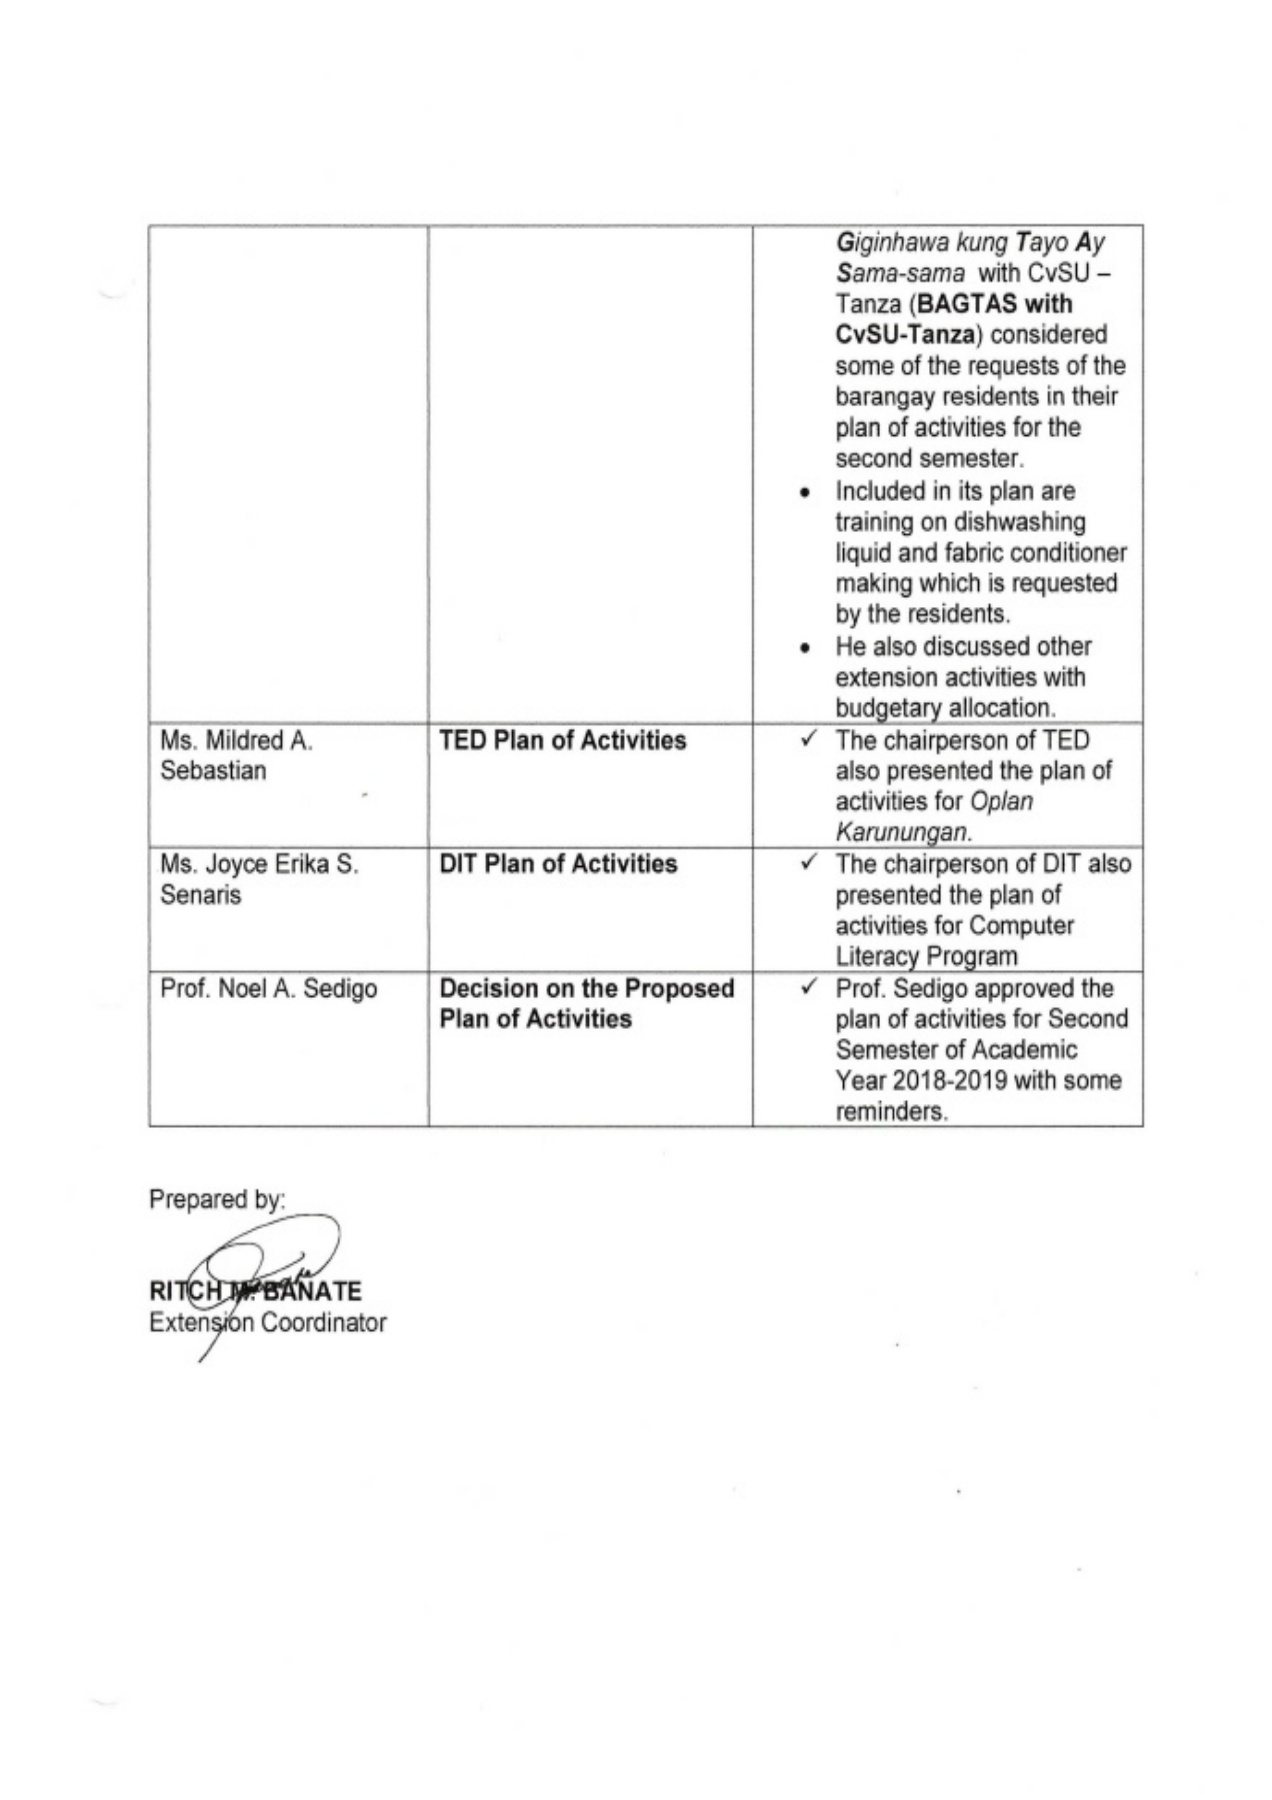 Giginhawa kung Tayo Ay
Sama-sama with CvSU –
Tanza (BAGTAS with
CvSU-Tanza) considered
some of the requests of the
barangay residents in their
plan of activities for the
second semester.
• Included in its plan are
training on dishwashing
liquid and fabric conditioner
making which is requested
by the residents.
• He also discussed other
extension activities with
budgetary allocation.
Ms. Mildred A.
Sebastian
TED Plan of Activities
✓ The chairperson of TED
also presented the plan of
activities for Oplan
Karunungan.
Ms. Joyce Erika S.
Senaris
DIT Plan of Activities
✓ The chairperson of DIT also
presented the plan of
activities for Computer
Literacy Program
Prof. Noel A. Sedigo
Decision on the Proposed
Plan of Activities
✓ Prof. Sedigo approved the
plan of activities for Second
Semester of Academic
Year 2018-2019 with some
reminders.
Prepared by:
RITCH M. BANATE
Extension Coordinator